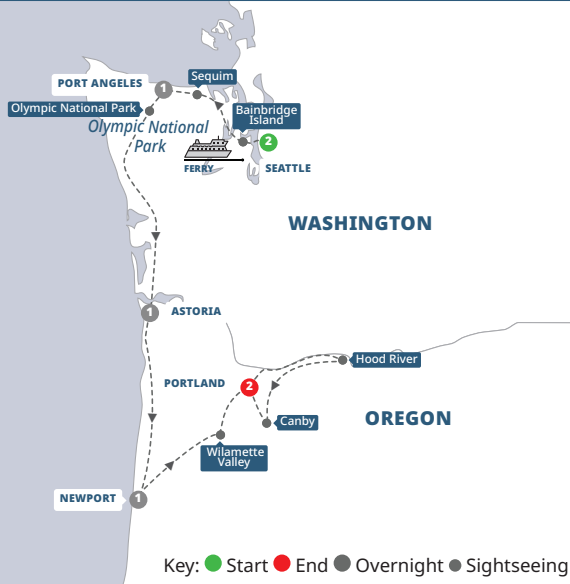 Sequim
PORT ANGELES
1
Olympic National Park
Bainbridge
Island
Olympic National
Park
2
FERRY
SEATTLE
WASHINGTON
1
ASTORIA
Hood River
PORTLAND
2
Canby
OREGON
Wilamette
Valley
NEWPORT
1
Key: Start End Overnight Sightseeing